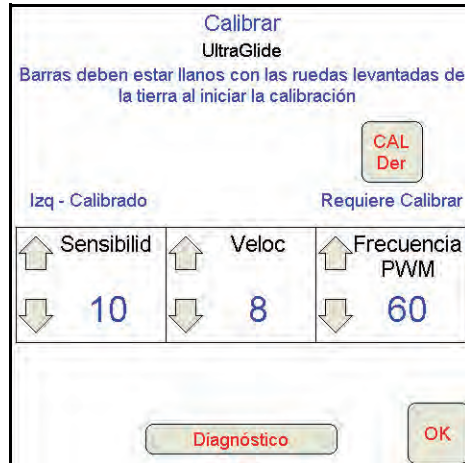 Calibrar
UltraGlide
Barras deben estar llanos con las ruedas levantadas de
la tierra al iniciar la calibración
CAL
Der
Izq - Calibrado
Requiere Calibrar
Sensibilid
Veloc
Frecuencia
PWM
10
8
60
Diagnóstico
OK